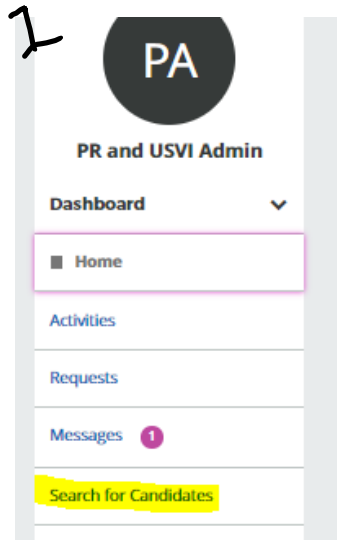 1
PA
PR and USVI Admin
Dashboard
Home
Activities
Requests
Messages 1
Search for Candidates